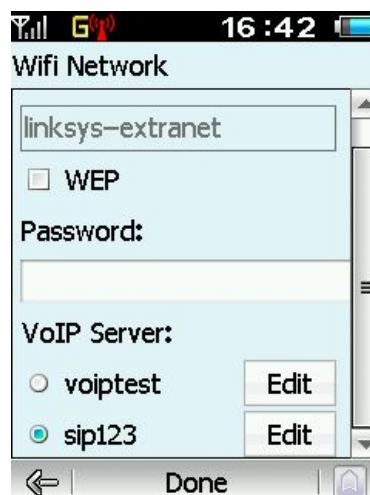 G 16:42
Wifi Network
linksys-extranet
WEP
Password:
VoIP Server:
voiptest Edit
sip123 Edit
Done